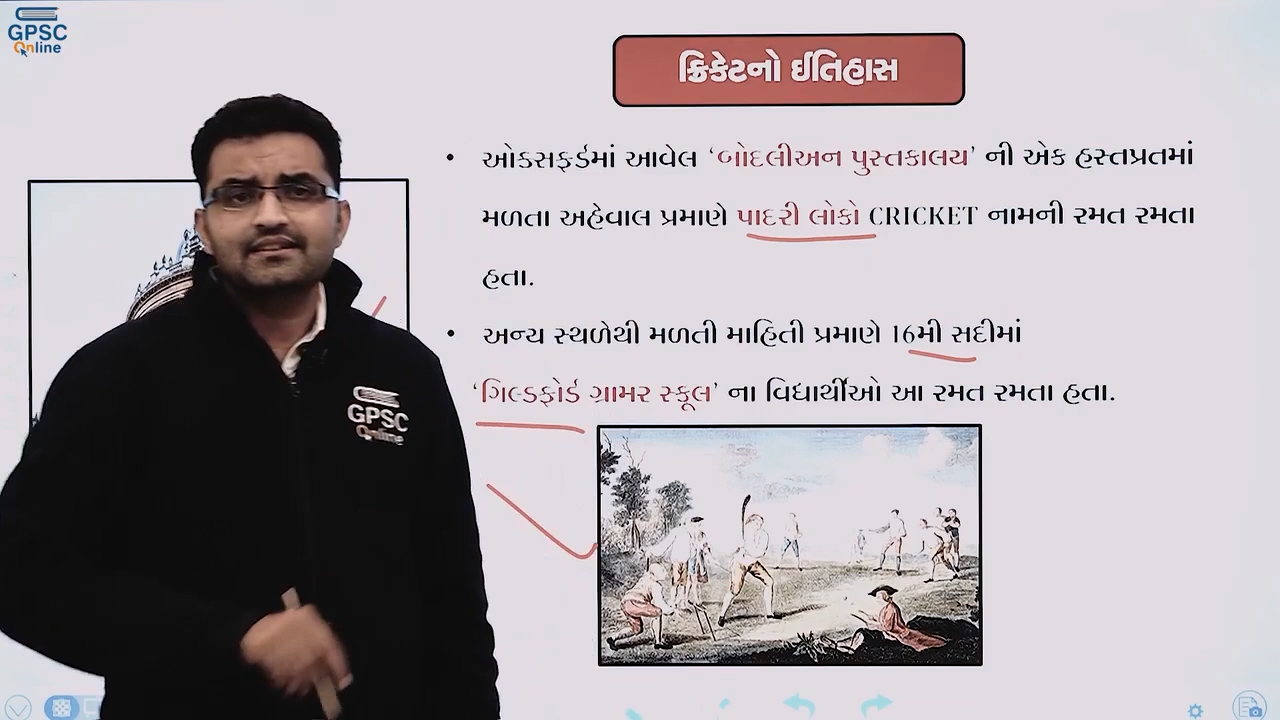 GPSC
Online
ક્રિકેટનો ઈતિહાસ
• ઓક્સફર્ડમાં આવેલ ‘બોદલીઅન પુસ્તકાલય’ ની એક હસ્તપ્રતમાં
મળતા અહેવાલ પ્રમાણે પાદરી લોકો CRICKET નામની રમત રમતા
હતા.
• અન્ય સ્થળેથી મળતી માહિતી પ્રમાણે 16મી સદીમાં
‘ગિલ્ડફોર્ડ ગ્રામર સ્કૂલ’ ના વિદ્યાર્થીઓ આ રમત રમતા હતા.
GPSC
Online